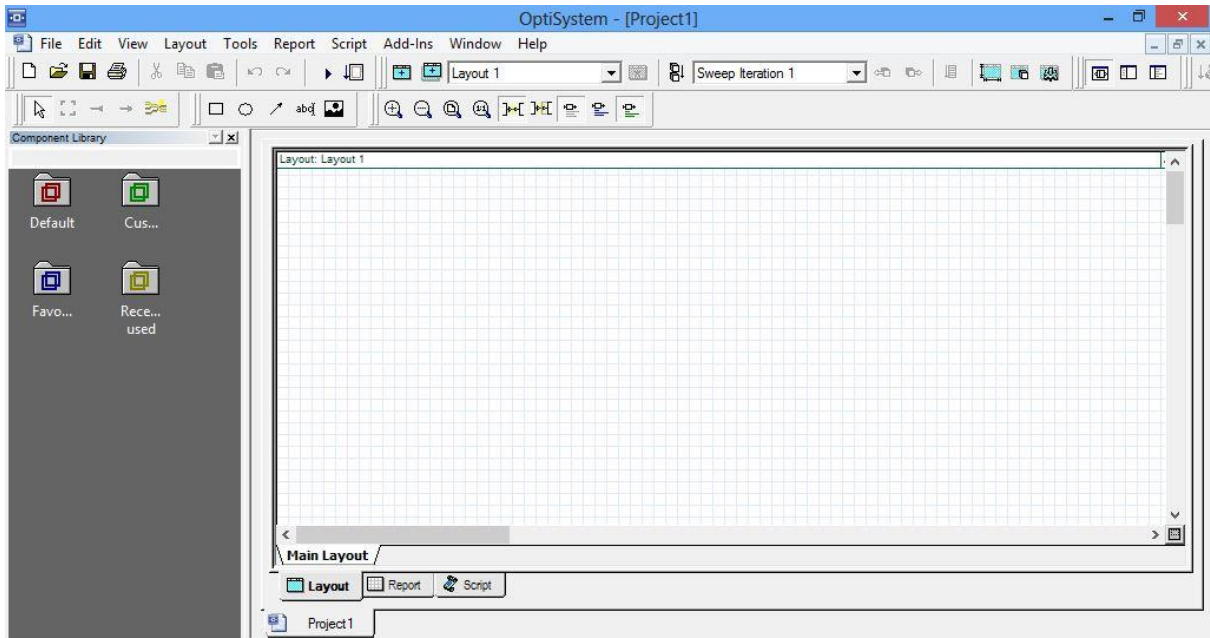 OptiSystem - [Project1]
File Edit View Layout Tools Report Script Add-Ins Window Help
Layout 1 Sweep Iteration 1
abc
Component Library
Layout: Layout 1
Default Cus...
Favo... Rece... used
Main Layout
Layout Report Script
Project1